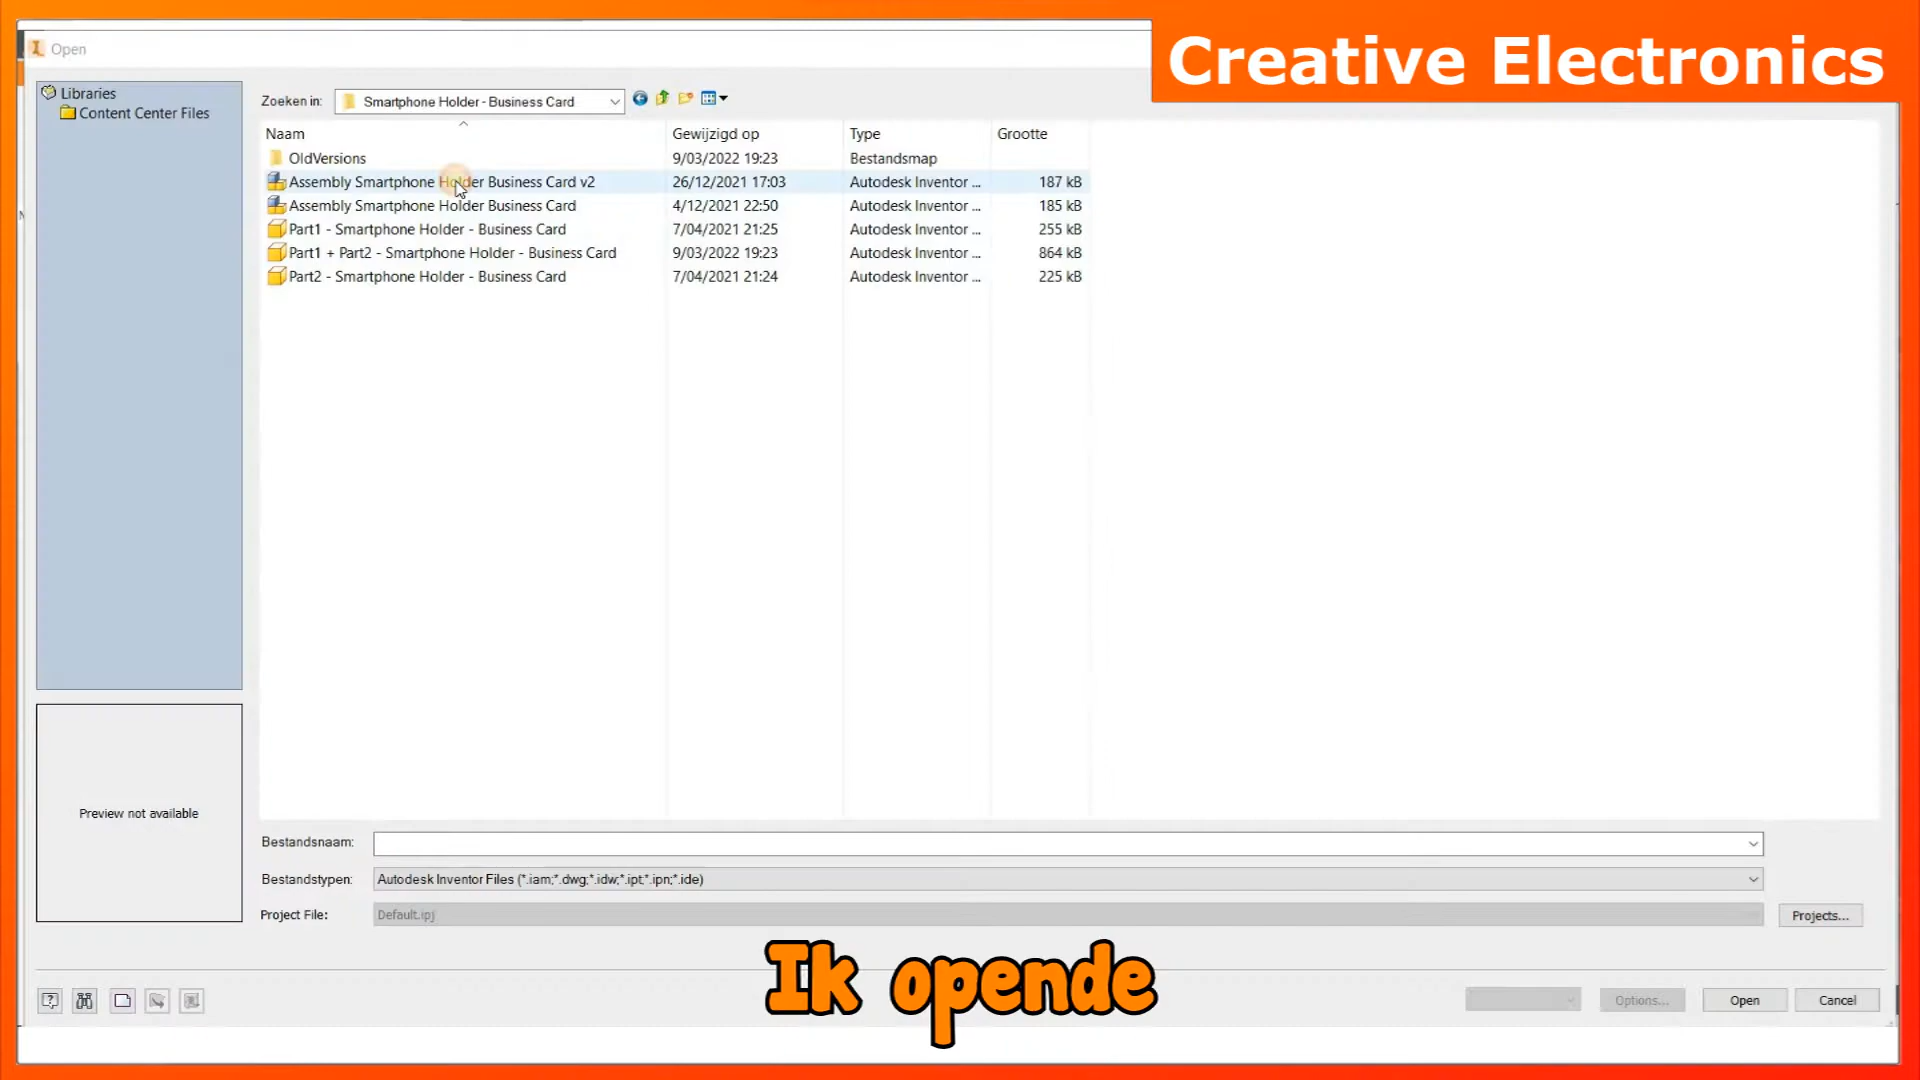 Creative Electronics
Open
Libraries
Content Center Files
Zoeken in: Smartphone Holder - Business Card
Naam Gewijzigd op Type Grootte
OldVersions 9/03/2022 19:23 Bestandsmap
Assembly Smartphone Holder Business Card v2 26/12/2021 17:03 Autodesk Inventor ... 187 kB
Assembly Smartphone Holder Business Card 4/12/2021 22:50 Autodesk Inventor ... 185 kB
Part1 - Smartphone Holder - Business Card 7/04/2021 21:25 Autodesk Inventor ... 255 kB
Part1 + Part2 - Smartphone Holder - Business Card 9/03/2022 19:23 Autodesk Inventor ... 864 kB
Part2 - Smartphone Holder - Business Card 7/04/2021 21:24 Autodesk Inventor ... 225 kB
Preview not available
Bestandsnaam:
Bestandstypen: Autodesk Inventor Files (*.iam;*.dwg;*.idw;*.ipt;*.ipn;*.ide)
Project File: Default.ipj Projects...
Ik opende
Options... Open Cancel